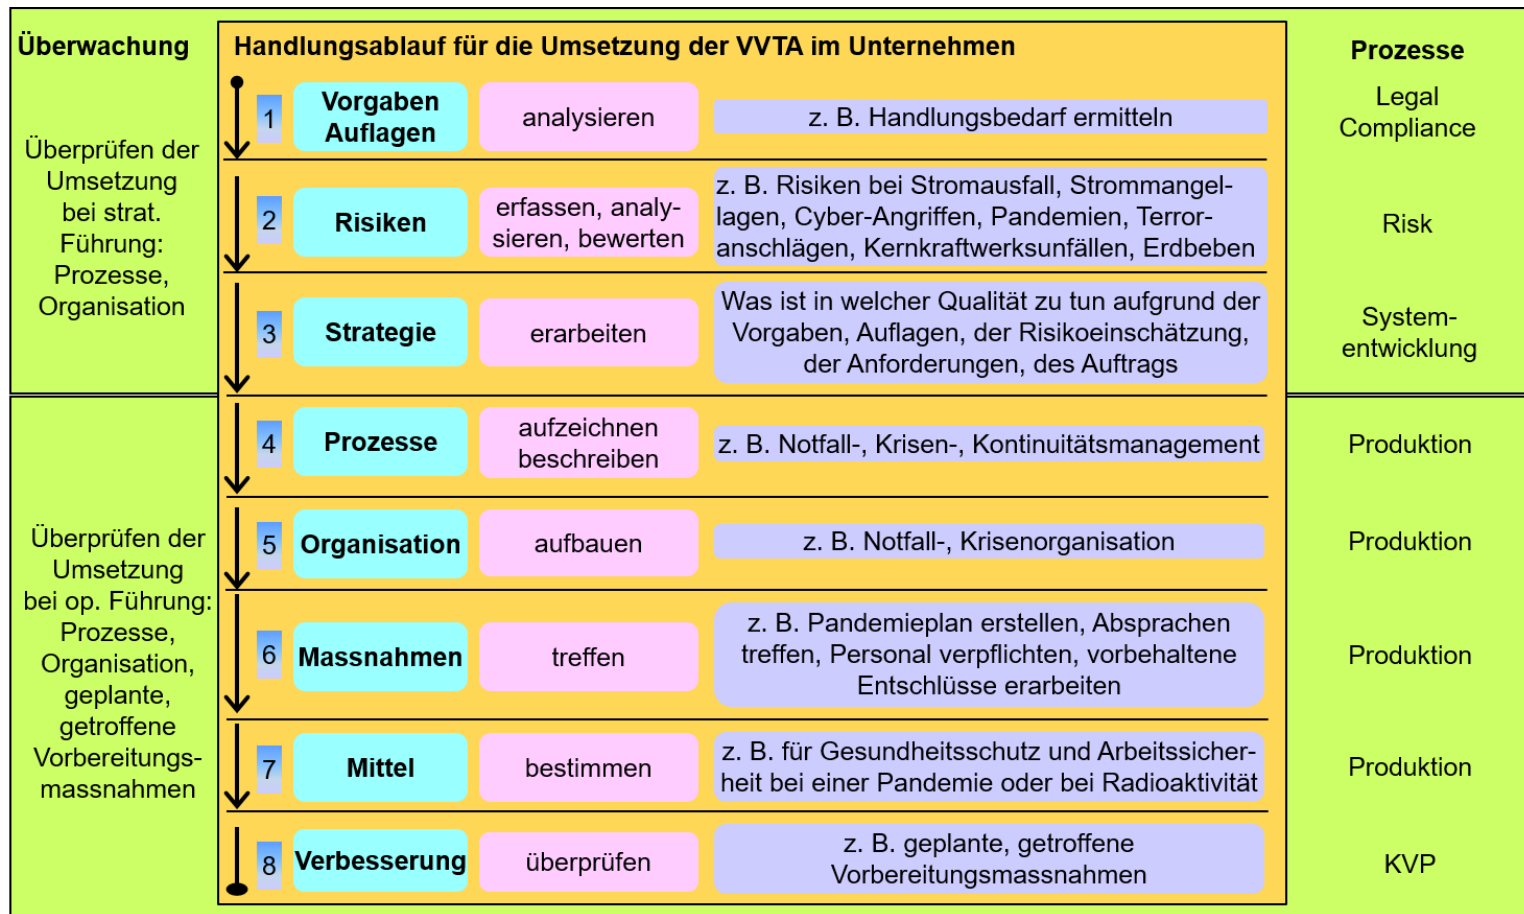 Überwachung
Handlungsablauf für die Umsetzung der VVTA im Unternehmen
Prozesse
Überprüfen der
Umsetzung
bei strat.
Führung:
Prozesse,
Organisation
1
Vorgaben
Auflagen
analysieren
z. B. Handlungsbedarf ermitteln
Legal
Compliance
2
Risiken
erfassen, analy-
sieren, bewerten
z. B. Risiken bei Stromausfall, Strommangel-
lagen, Cyber-Angriffen, Pandemien, Terror-
anschlägen, Kernkraftwerksunfällen, Erdbeben
Risk
3
Strategie
erarbeiten
Was ist in welcher Qualität zu tun aufgrund der
Vorgaben, Auflagen, der Risikoeinschätzung,
der Anforderungen, des Auftrags
System-
entwicklung
Überprüfen der
Umsetzung
bei op. Führung:
Prozesse,
Organisation,
geplante,
getroffene
Vorbereitungs-
massnahmen
4
Prozesse
aufzeichnen
beschreiben
z. B. Notfall-, Krisen-, Kontinuitätsmanagement
Produktion
5
Organisation
aufbauen
z. B. Notfall-, Krisenorganisation
Produktion
6
Massnahmen
treffen
z. B. Pandemieplan erstellen, Absprachen
treffen, Personal verpflichten, vorbehaltene
Entschlüsse erarbeiten
Produktion
7
Mittel
bestimmen
z. B. für Gesundheitsschutz und Arbeitssicher-
heit bei einer Pandemie oder bei Radioaktivität
Produktion
8
Verbesserung
überprüfen
z. B. geplante, getroffene
Vorbereitungsmassnahmen
KVP